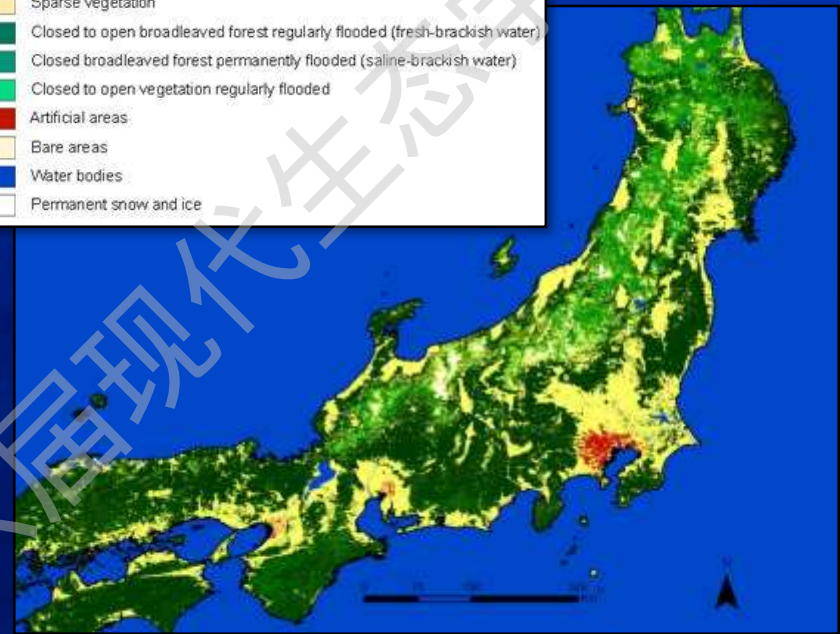 Sparse vegetation
Closed to open broadleaved forest regularly flooded (fresh-brackish water)
Closed broadleaved forest permanently flooded (saline-brackish water)
Closed to open vegetation regularly flooded
Artificial areas
Bare areas
Water bodies
Permanent snow and ice
届现代生态学
N